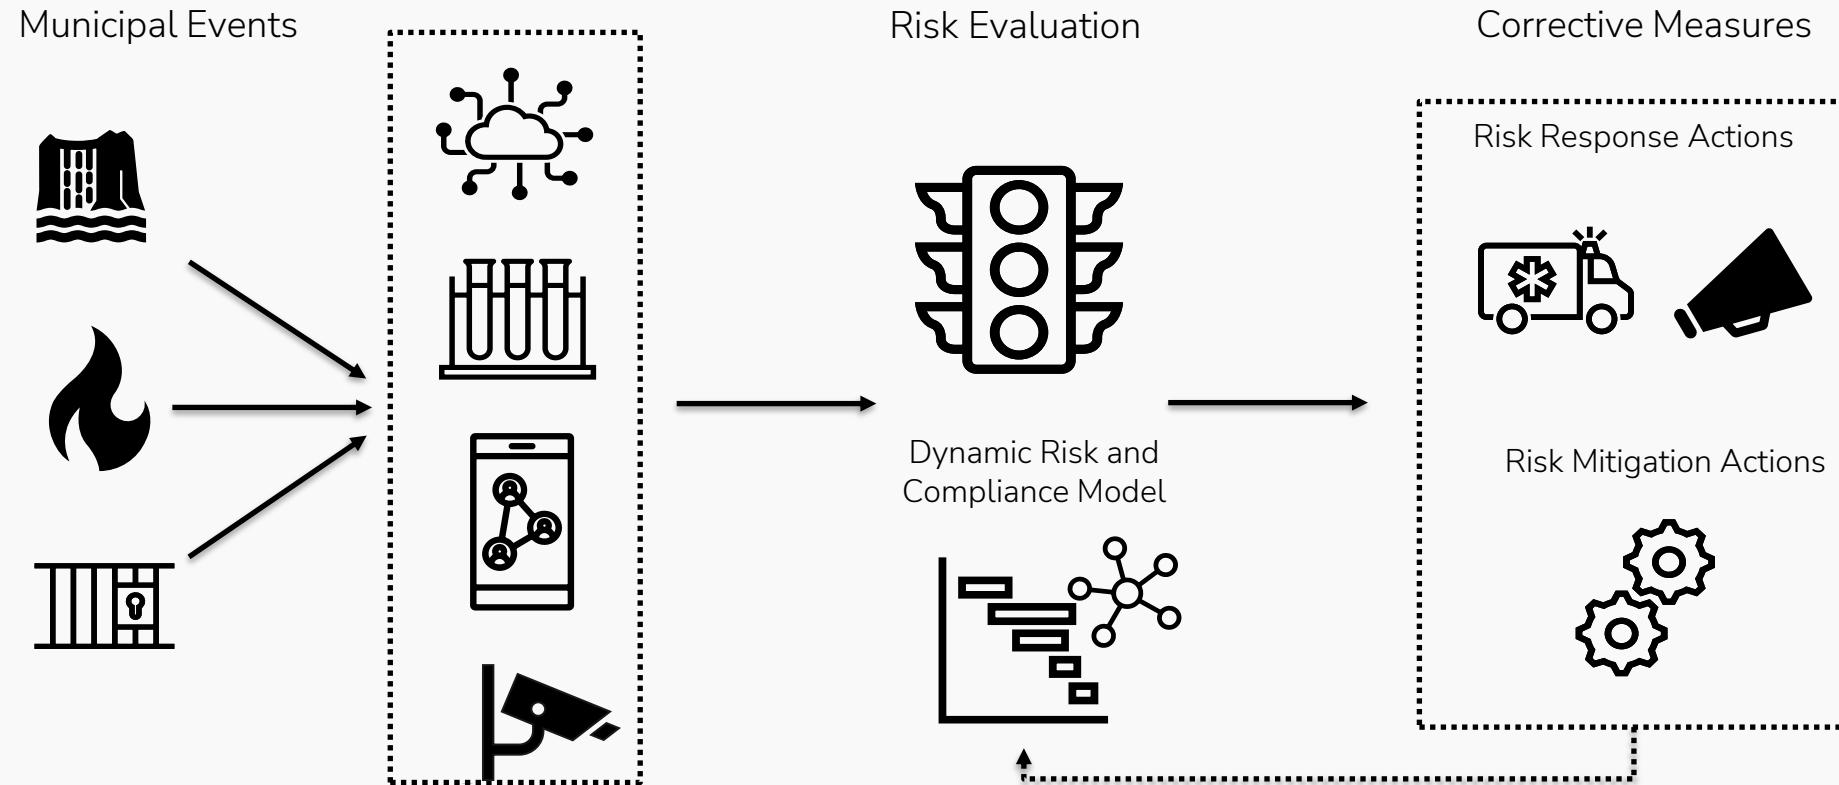 Municipal Events
Risk Evaluation
Corrective Measures
Risk Response Actions
Dynamic Risk and
Compliance Model
Risk Mitigation Actions